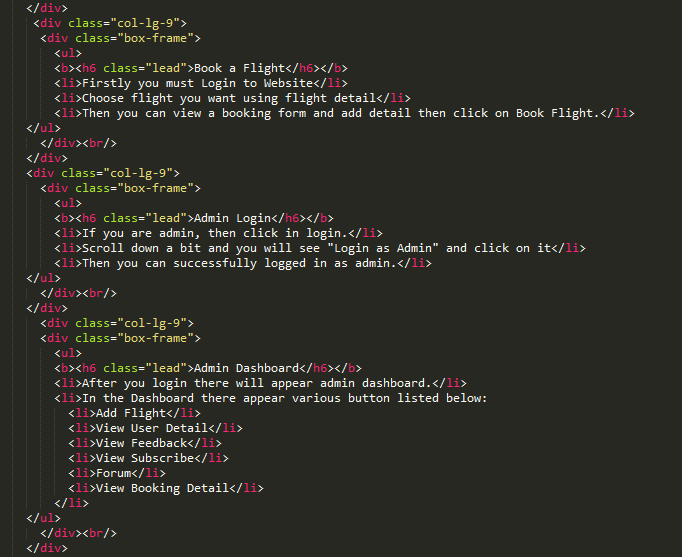 </div>
<div class="col-lg-9">
<div class="box-frame">
<ul>
<b><h6 class="lead">Book a Flight</h6></b>
<li>Firstly you must Login to Website</li>
<li>Choose flight you want using flight detail</li>
<li>Then you can view a booking form and add detail then click on Book Flight.</li>
</ul>
</div><br/>
</div>
<div class="col-lg-9">
<div class="box-frame">
<ul>
<b><h6 class="lead">Admin Login</h6></b>
<li>If you are admin, then click in login.</li>
<li>Scroll down a bit and you will see "Login as Admin" and click on it</li>
<li>Then you can successfully logged in as admin.</li>
</ul>
</div><br/>
</div>
<div class="col-lg-9">
<div class="box-frame">
<ul>
<b><h6 class="lead">Admin Dashboard</h6></b>
<li>After you login there will appear admin dashboard.</li>
<li>In the Dashboard there appear various button listed below:
<li>Add Flight</li>
<li>View User Detail</li>
<li>View Feedback</li>
<li>View Subscribe</li>
<li>Forum</li>
<li>View Booking Detail</li>
</li>
</ul>
</div><br/>
</div>